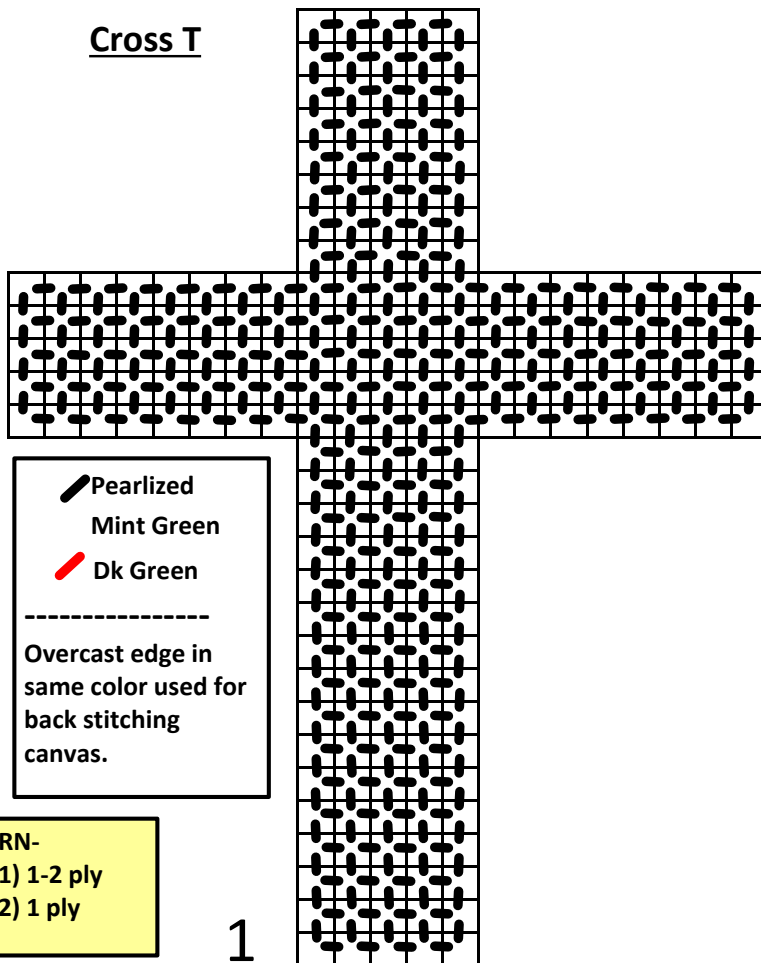 Cross T
Pearlized
Mint Green
Dk Green
----------------
Overcast edge in
same color used for
back stitching
canvas.
RN-
1) 1-2 ply
2) 1 ply
1